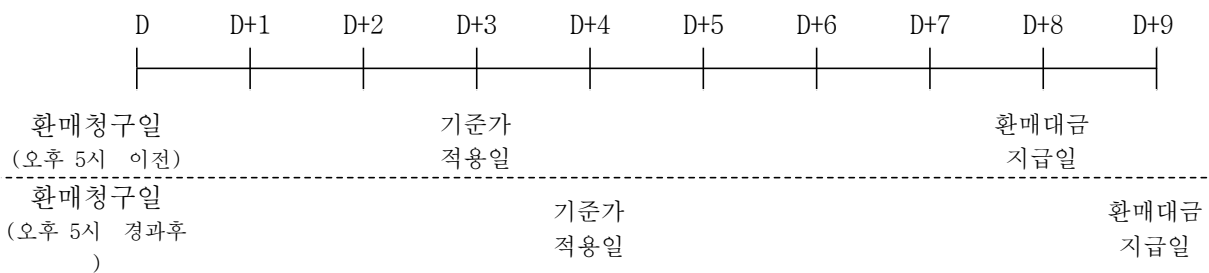 D D+1 D+2 D+3 D+4 D+5 D+6 D+7 D+8 D+9
환매청구일 기준가 환매대금
(오후 5시 이전) 적용일 지급일
환매청구일 기준가 환매대금
(오후 5시 경과후 적용일 지급일
)